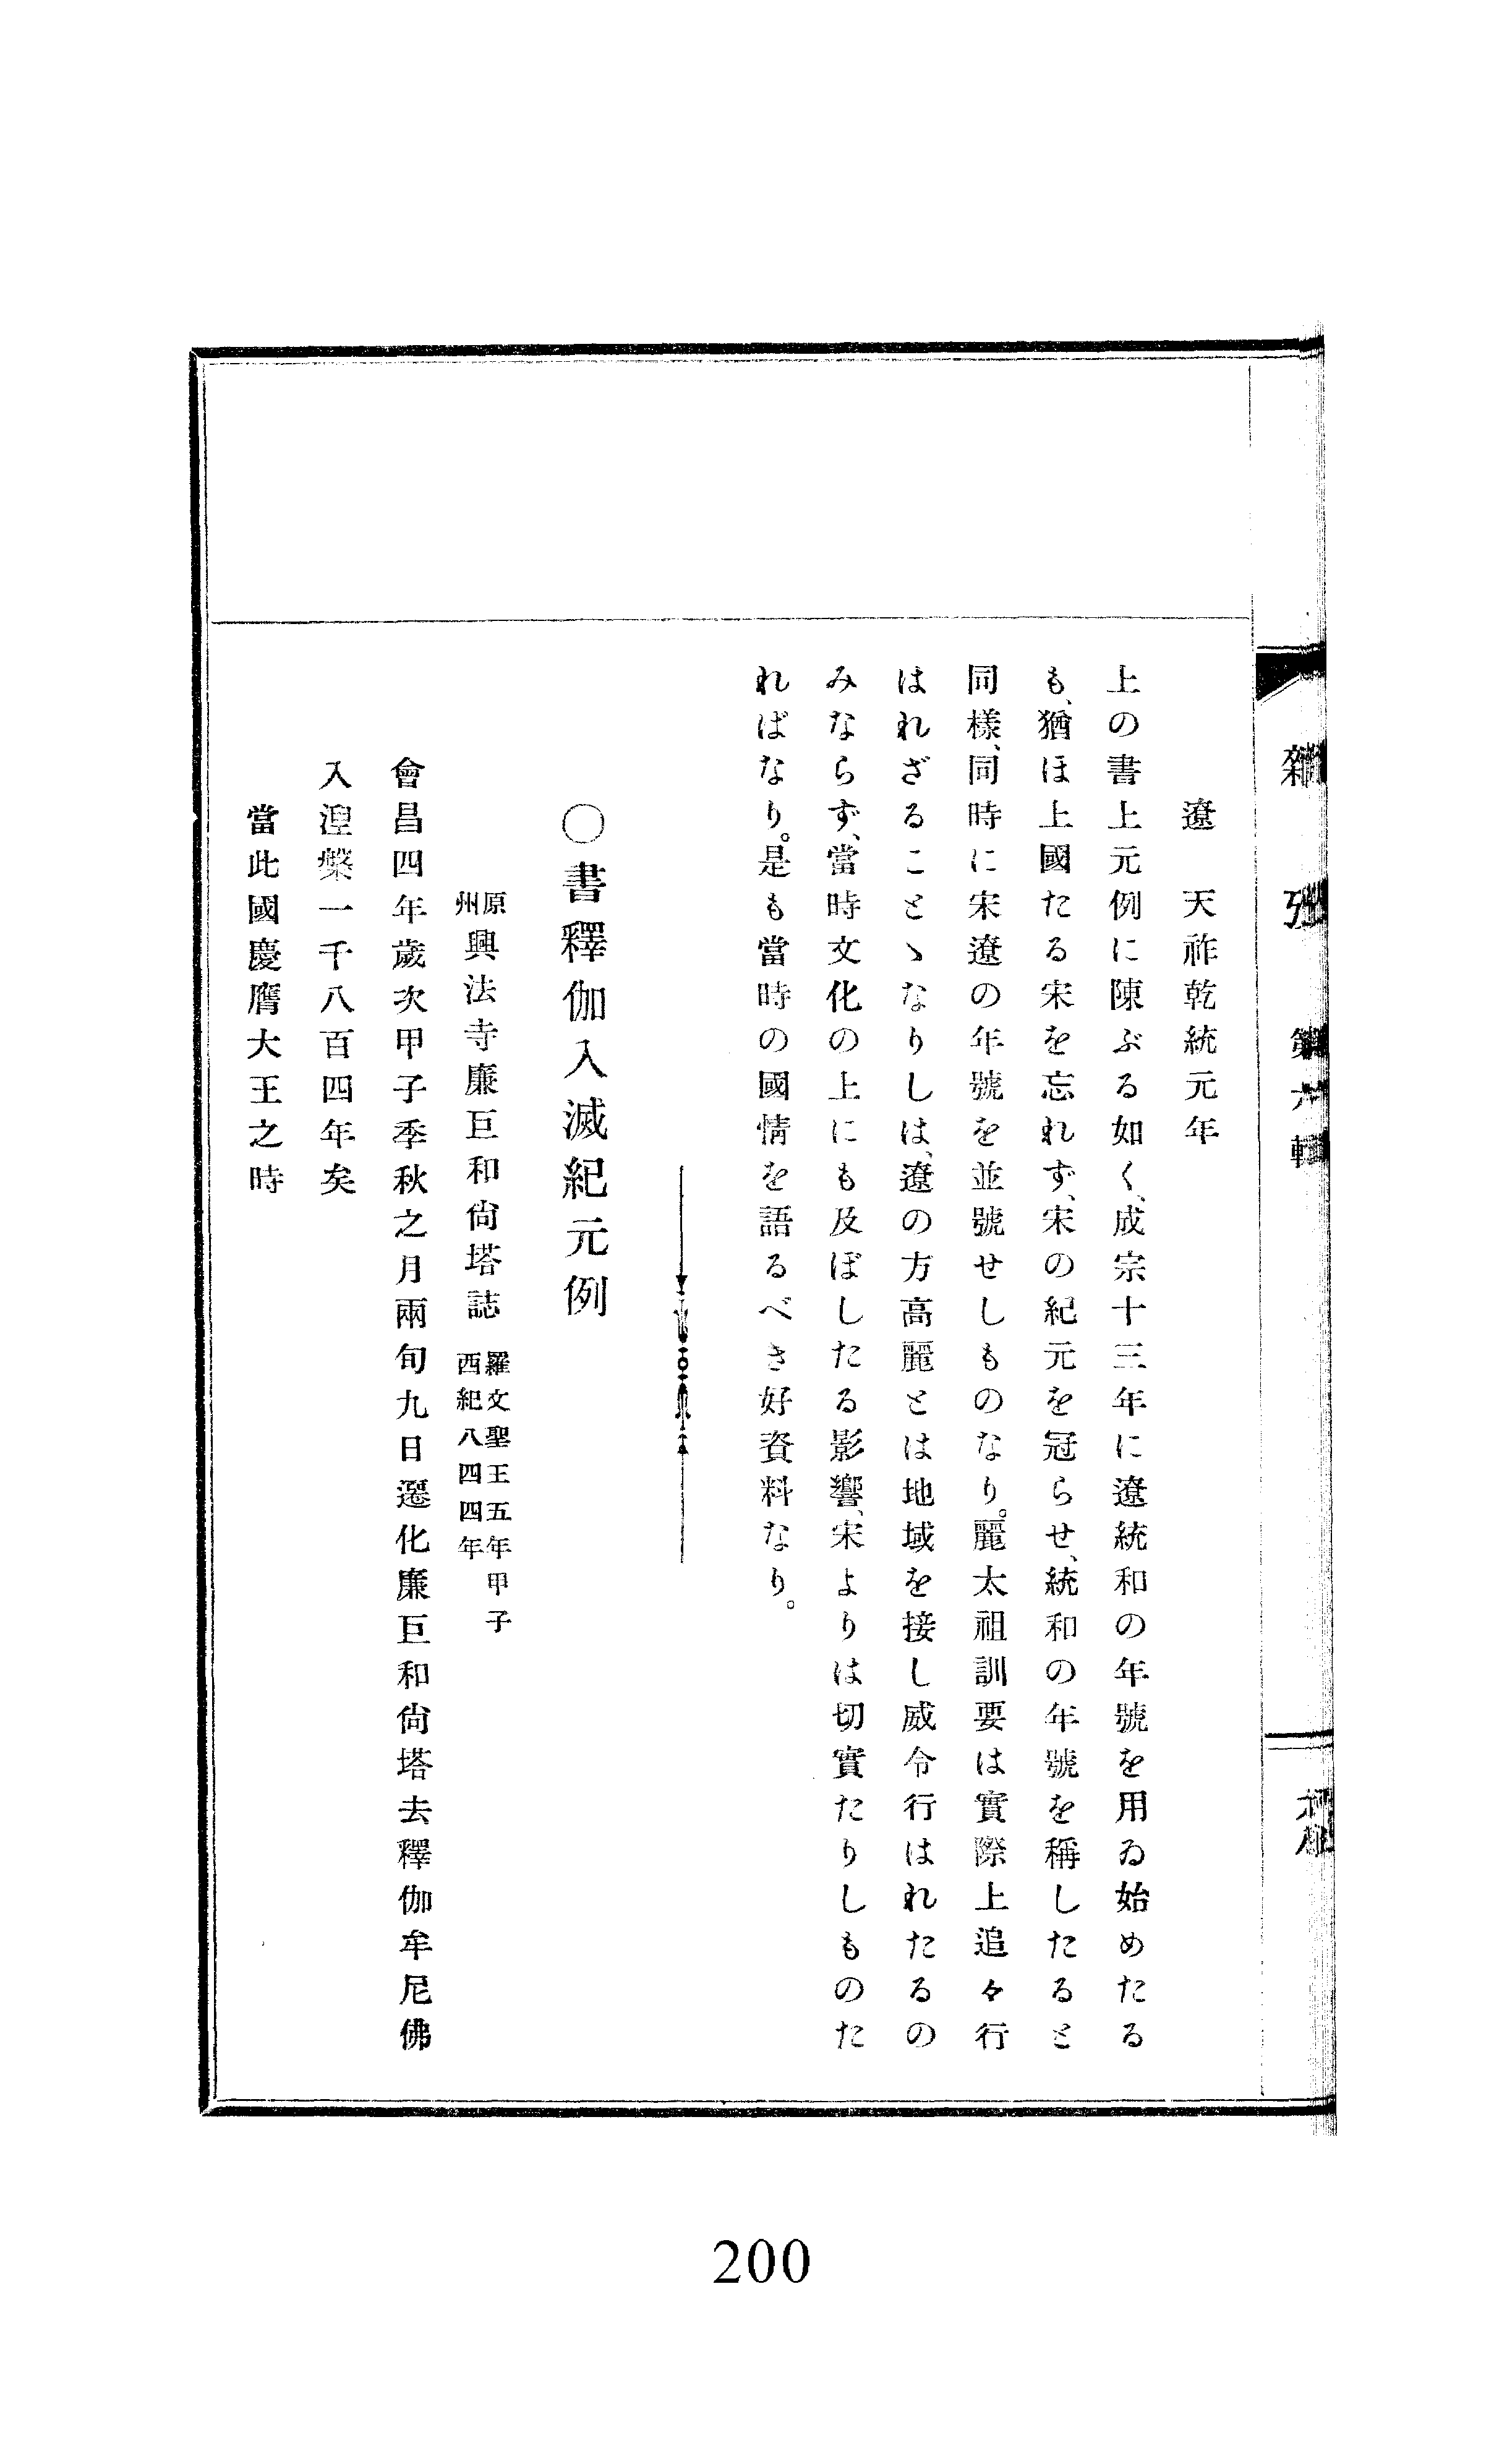 雜攷 第六輯
遼 天祚乾統元年
上の書上元例に陳ぶる如く、成宗十三年に遼統和の年號を用ゐ始めたる
も、猶ほ上國たる宋を忘れず、宋の紀元を冠らせ、統和の年號を稱したると
同樣、同時に宋遼の年號を並號せしものなり。麗太祖訓要は實際上追々行
はれざることゝなりしは、遼の方高麗とは地域を接し威令行はれたるの
みならず、當時文化の上にも及ぼしたる影響、宋よりは切實たりしものた
ればなり。是も當時の國情を語るべき好資料なり。
〇書釋伽入滅紀元例
原州興法寺廉巨和尙塔誌 羅文聖王五年甲子 西紀八四四年
會昌四年歲次甲子季秋之月兩旬九日遷化廉巨和尙塔去釋伽牟尼佛
入涅槃一千八百四年矣
當此國慶膺大王之時
200